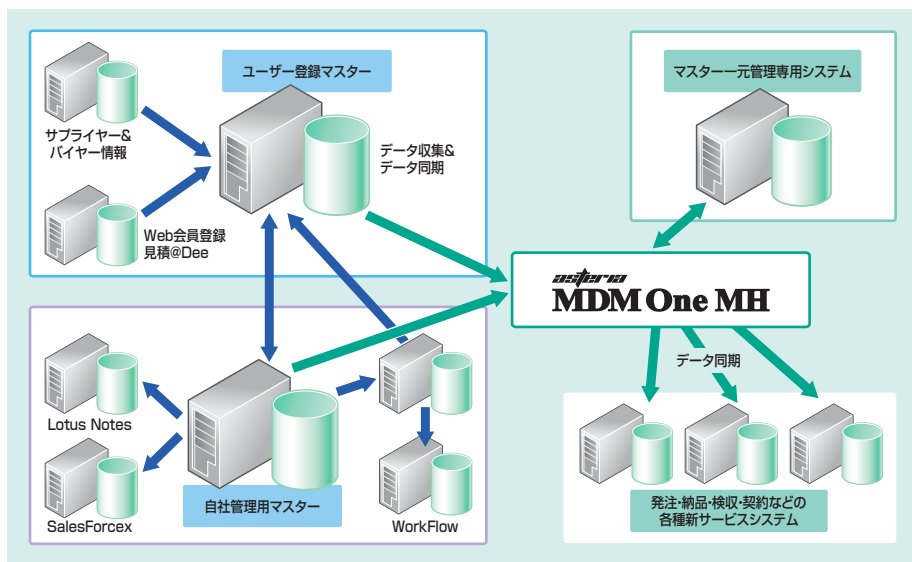 ユーザー登録マスター
サプライヤー&
バイヤー情報
データ収集&
データ同期
Web会員登録
見積@Dee
マスター一元管理専用システム
asteria
MDM One MH
データ同期
Lotus Notes
SalesForcex
自社管理用マスター
WorkFlow
発注・納品・検収・契約などの
各種新サービスシステム